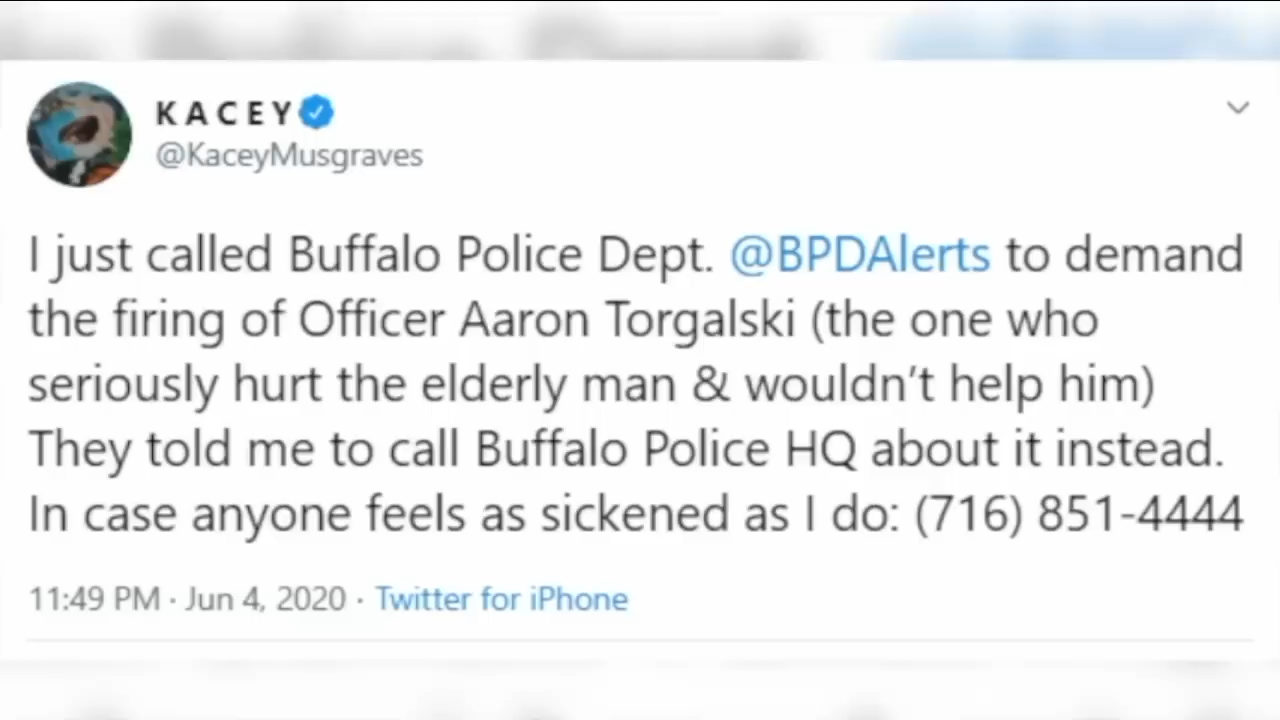 K A C E Y
@KaceyMusgraves
I just called Buffalo Police Dept. @BPDAlerts to demand
the firing of Officer Aaron Torgalski (the one who
seriously hurt the elderly man & wouldn't help him)
They told me to call Buffalo Police HQ about it instead.
In case anyone feels as sickened as I do: (716) 851-4444
11:49 PM · Jun 4, 2020 · Twitter for iPhone